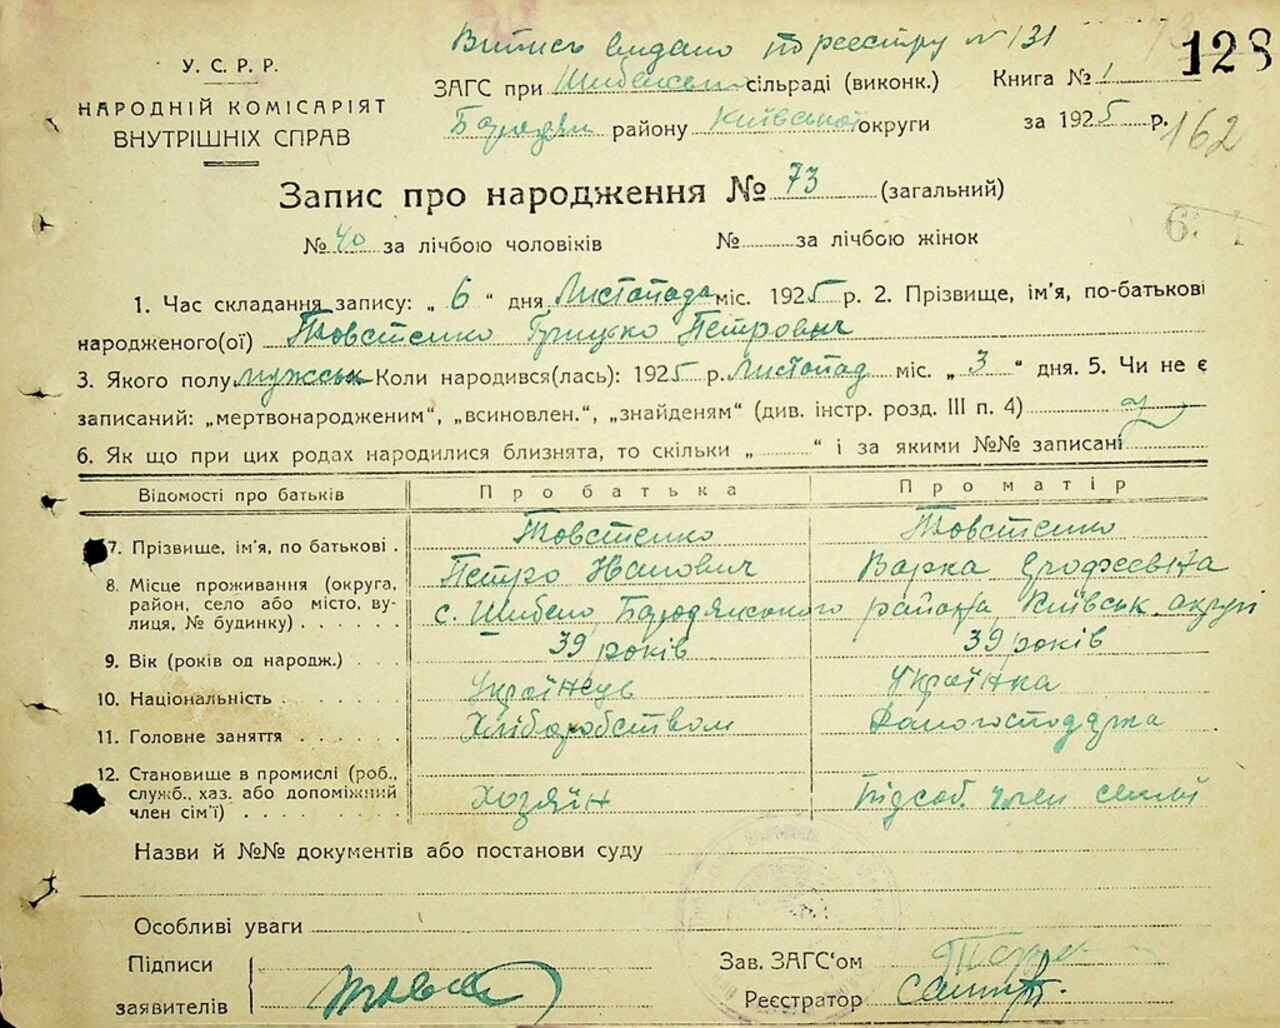 Випись видано по реєстру № 131
128
У. С. Р. Р.
НАРОДНІЙ КОМІСАРІЯТ
ВНУТРІШНІХ СПРАВ
ЗАГС при сільраді (виконк.) Книга № 1
району округи за 1925 р.
162
Запис про народження № 73 (загальний)
№ 40 за лічбою чоловіків № за лічбою жінок
6.
1. Час складання запису: „ 6 “ дня Листопада міс. 1925 р. 2. Прізвище, ім'я, по-батькові
народженого(ої) Товстенко Грицько Петрович
3. Якого полу мужськ Коли народився(лась): 1925 р. Листопад міс. „ 3 “ дня. 5. Чи не є
записаний: „мертвонародженим“, „всиновлен.“, „знайденям“ (див. інстр. розд. III п. 4)
6. Як що при цих родах народилися близнята, то скільки „ “ і за якими №№ записані
Відомості про батьків Про батька Про матір
7. Прізвище, ім'я, по батькові . Товстенко Товстенко
Петро Иванович Варка Єрофеевна
8. Місце проживання (округа, район, село або місто, вулиця, № будинку) . . . . . . с. Шибено Бородянського района Київськ. округі
9. Вік (років од народж.) . . . 39 років 39 років
10. Національність . . . . . . . Українець Українка
11. Головне заняття . . . . . . Хліборобством Домогосподарка
12. Становище в промислі (роб., служб., хаз. або допоміжний член сім'ї) . . . . . . . . Хозяїн Підсоб. член семьї
Назви й №№ документів або постанови суду
Особливі уваги
Підписи Зав. ЗАГС‘ом
заявителів Реєстратор